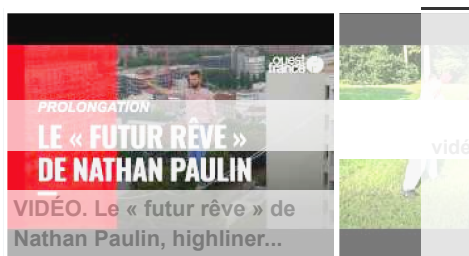 ouest
france
PROLONGATION
LE « FUTUR RÊVE »
DE NATHAN PAULIN
VIDÉO. Le « futur rêve » de
Nathan Paulin, highliner...
vidé